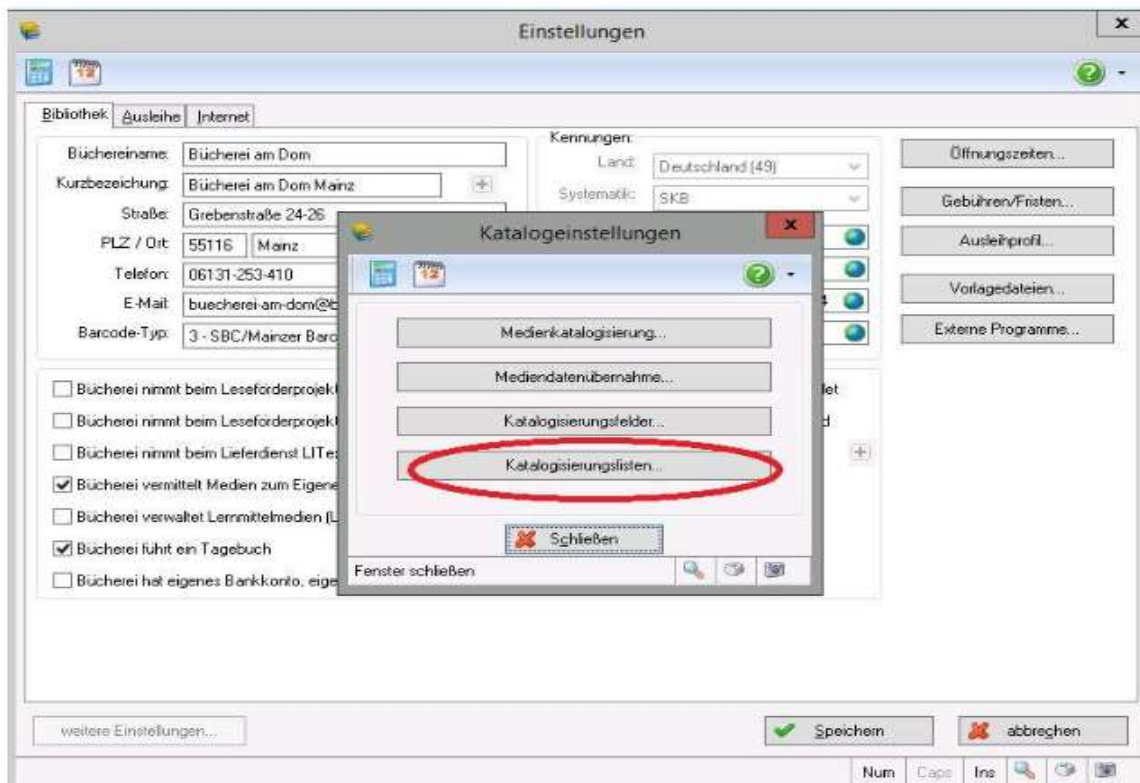 Einstellungen
12
Bibliothek Ausleihe Internet
Büchereiname: Bücherei am Dom
Kurzbezeichung: Bücherei am Dom Mainz
Straße: Grebenstraße 24-26
PLZ / Ort: 55116 Mainz
Telefon: 06131-253-410
E-Mail: buecherei-am-dom@b
Barcode-Typ: 3 - SBC/Mainzer Barc
Kennungen:
Land: Deutschland (49)
Systematik: SKB
Öffnungszeiten...
Gebühren/Fristen...
Ausleihprofil...
Vorlagedateien...
Externe Programme...
Bücherei nimmt beim Leseförderprojekt
Bücherei nimmt beim Leseförderprojekt
Bücherei nimmt beim Lieferdienst LITe
Bücherei vermittelt Medien zum Eigene
Bücherei verwaltet Lernmittelmedien (L
Bücherei führt ein Tagebuch
Bücherei hat eigenes Bankkonto, eige
Katalogeinstellungen
12
Medienkatalogisierung...
Mediendatenübernahme...
Katalogisierungsfelder...
Katalogisierungslisten...
Schließen
Fenster schließen
weitere Einstellungen...
Speichern
abbrechen
Num Caps Ins